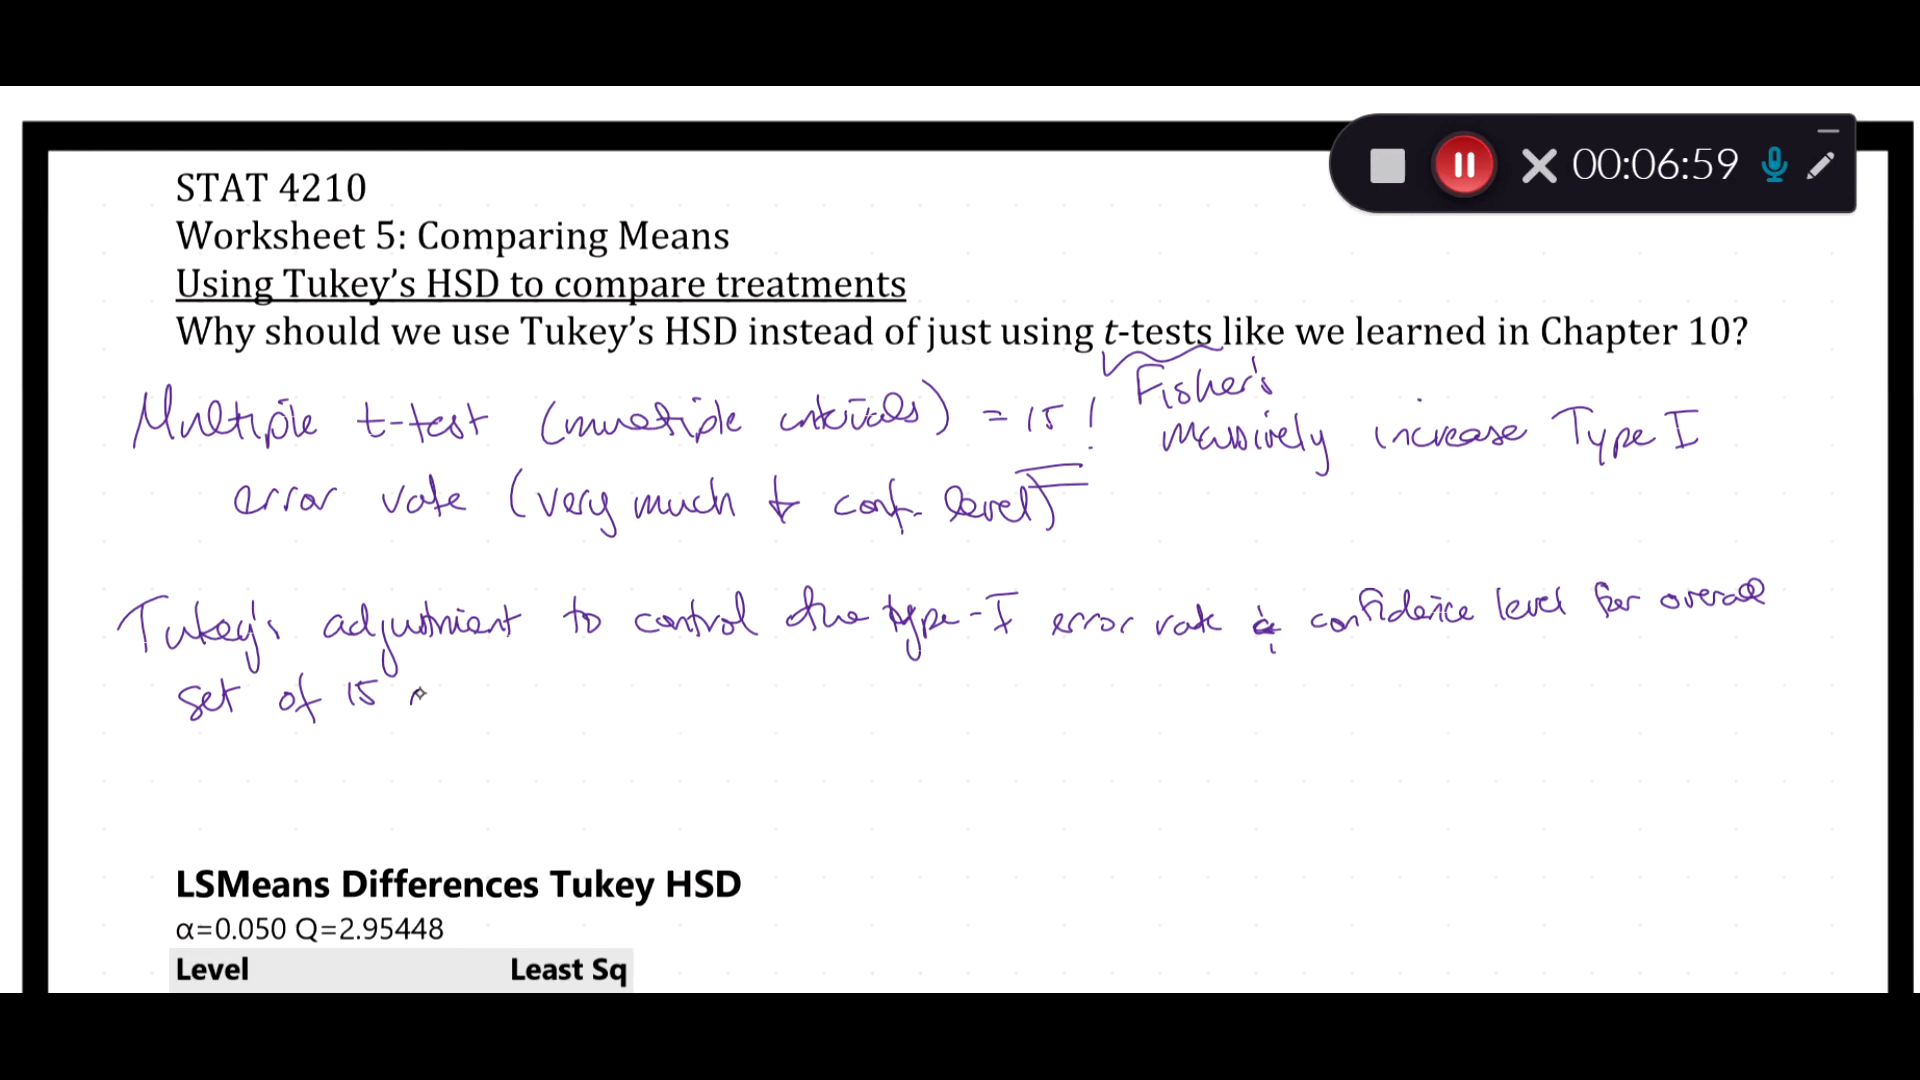 00:06:59
STAT 4210
Worksheet 5: Comparing Means
Using Tukey's HSD to compare treatments
Why should we use Tukey's HSD instead of just using t-tests like we learned in Chapter 10?
Fisher's
Multiple t-test (multiple intervals) = 15! massively increase Type I
error rate (very much ↓ conf. level)
Tukey's adjustment to control the type-I error rate & confidence level for overall
set of 15
LSMeans Differences Tukey HSD
α=0.050 Q=2.95448
Level Least Sq